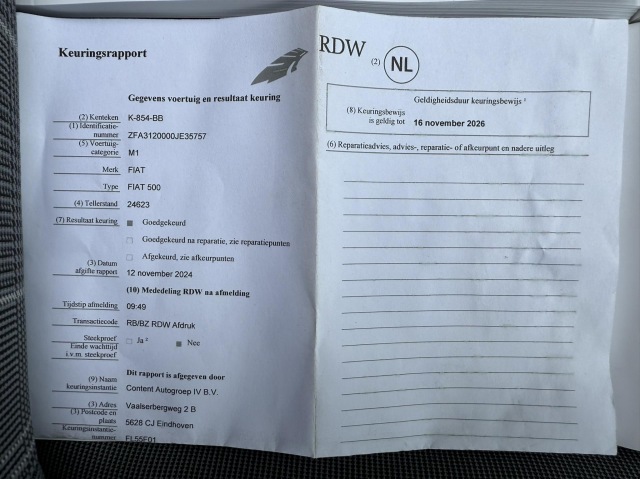 Keuringsrapport
Gegevens voertuig en resultaat keuring
(2) Kenteken K-854-BB
(1) Identificatie-
nummer ZFA3120000JE35757
(5) Voertuig-
categorie M1
Merk FIAT
Type FIAT 500
(4) Tellerstand 24623
(7) Resultaat keuring Goedgekeurd
Goedgekeurd na reparatie, zie reparatiepunten
Afgekeurd, zie afkeurpunten
(3) Datum
afgifte rapport 12 november 2024
(10) Mededeling RDW na afmelding
Tijdstip afmelding 09:49
Transactiecode RB/BZ RDW Afdruk
Steekproef Ja ² Nee
Einde wachttijd
i.v.m. steekproef
Dit rapport is afgegeven door
(9) Naam
keuringsinstantie Content Autogroep IV B.V.
(3) Adres Vaalserbergweg 2 B
(3) Postcode en
plaats 5628 CJ Eindhoven
Keuringsinstantie-
nummer FL55F01
RDW (2) NL
Geldigheidsduur keuringsbewijs ¹
(8) Keuringsbewijs
is geldig tot 16 november 2026
(6) Reparatieadvies, advies-, reparatie- of afkeurpunt en nadere uitleg